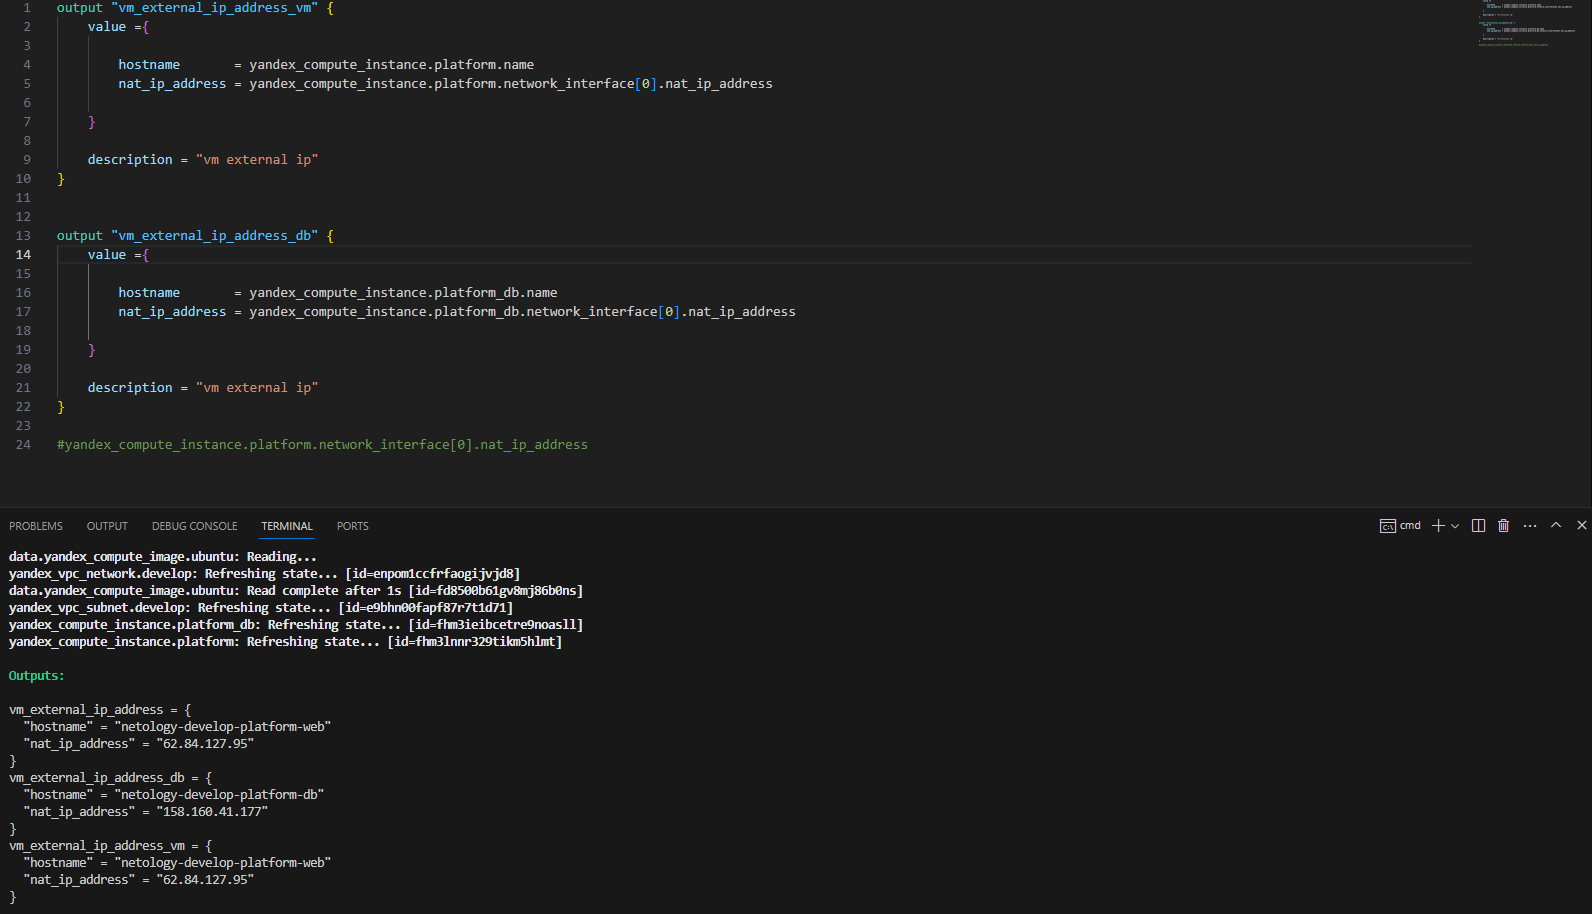 1 output "vm_external_ip_address_vm" {
2 value ={
3
4 hostname = yandex_compute_instance.platform.name
5 nat_ip_address = yandex_compute_instance.platform.network_interface[0].nat_ip_address
6
7 }
8
9 description = "vm external ip"
10 }
11
12
13 output "vm_external_ip_address_db" {
14 value ={
15
16 hostname = yandex_compute_instance.platform_db.name
17 nat_ip_address = yandex_compute_instance.platform_db.network_interface[0].nat_ip_address
18
19 }
20
21 description = "vm external ip"
22 }
23
24 #yandex_compute_instance.platform.network_interface[0].nat_ip_address
PROBLEMS OUTPUT DEBUG CONSOLE TERMINAL PORTS cmd
data.yandex_compute_image.ubuntu: Reading...
yandex_vpc_network.develop: Refreshing state... [id=enpom1ccfrfaogijvjd8]
data.yandex_compute_image.ubuntu: Read complete after 1s [id=fd8500b61gv8mj86b0ns]
yandex_vpc_subnet.develop: Refreshing state... [id=e9bhn00fapf87r7t1d71]
yandex_compute_instance.platform_db: Refreshing state... [id=fhm3ieibcetre9noasll]
yandex_compute_instance.platform: Refreshing state... [id=fhm3lnnr329tikm5hlmt]
Outputs:
vm_external_ip_address = {
"hostname" = "netology-develop-platform-web"
"nat_ip_address" = "62.84.127.95"
}
vm_external_ip_address_db = {
"hostname" = "netology-develop-platform-db"
"nat_ip_address" = "158.160.41.177"
}
vm_external_ip_address_vm = {
"hostname" = "netology-develop-platform-web"
"nat_ip_address" = "62.84.127.95"
}